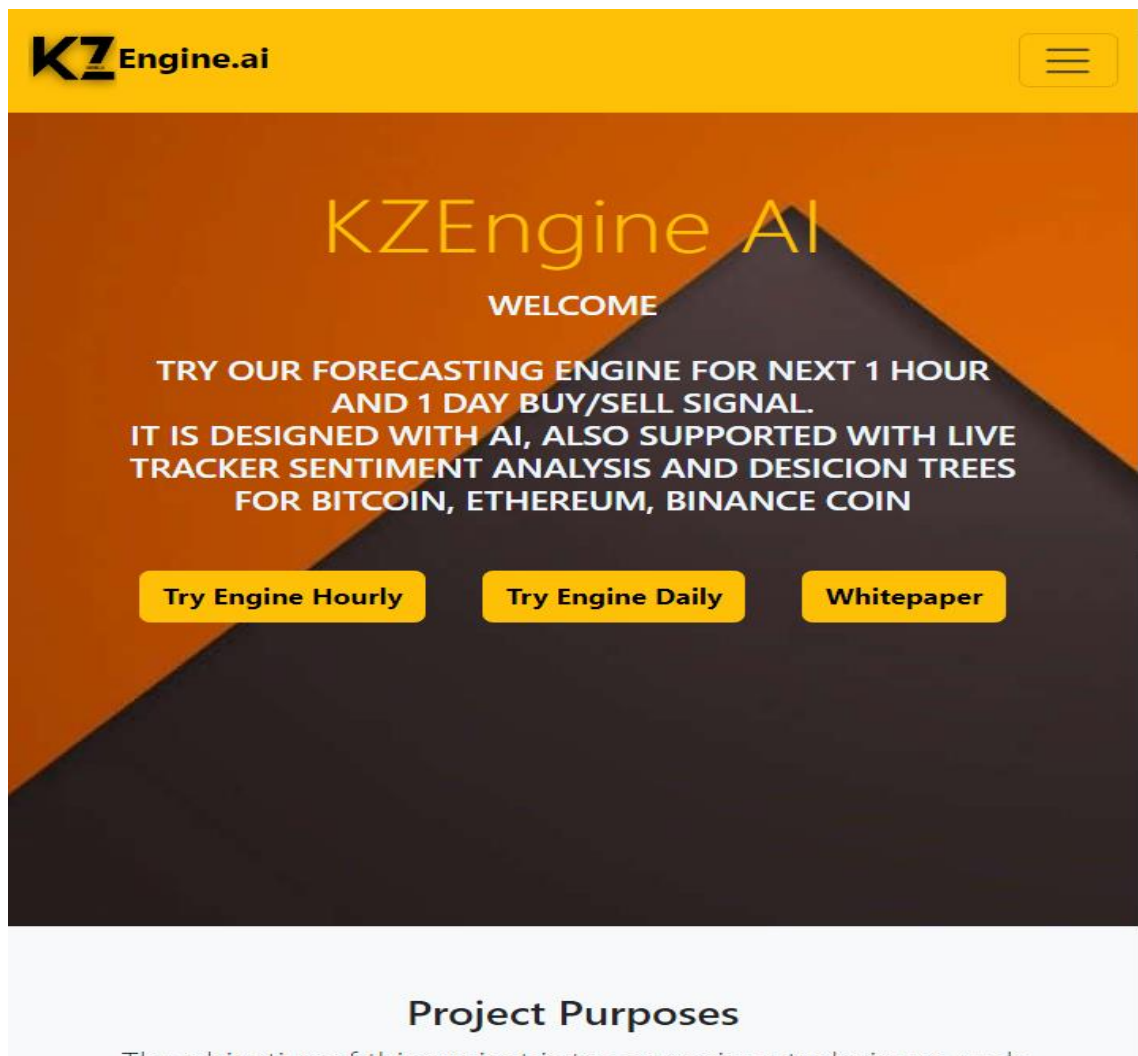 KZ Engine.ai
KZEngine AI
WELCOME
TRY OUR FORECASTING ENGINE FOR NEXT 1 HOUR
AND 1 DAY BUY/SELL SIGNAL.
IT IS DESIGNED WITH AI, ALSO SUPPORTED WITH LIVE
TRACKER SENTIMENT ANALYSIS AND DESICION TREES
FOR BITCOIN, ETHEREUM, BINANCE COIN
Try Engine Hourly Try Engine Daily Whitepaper
Project Purposes